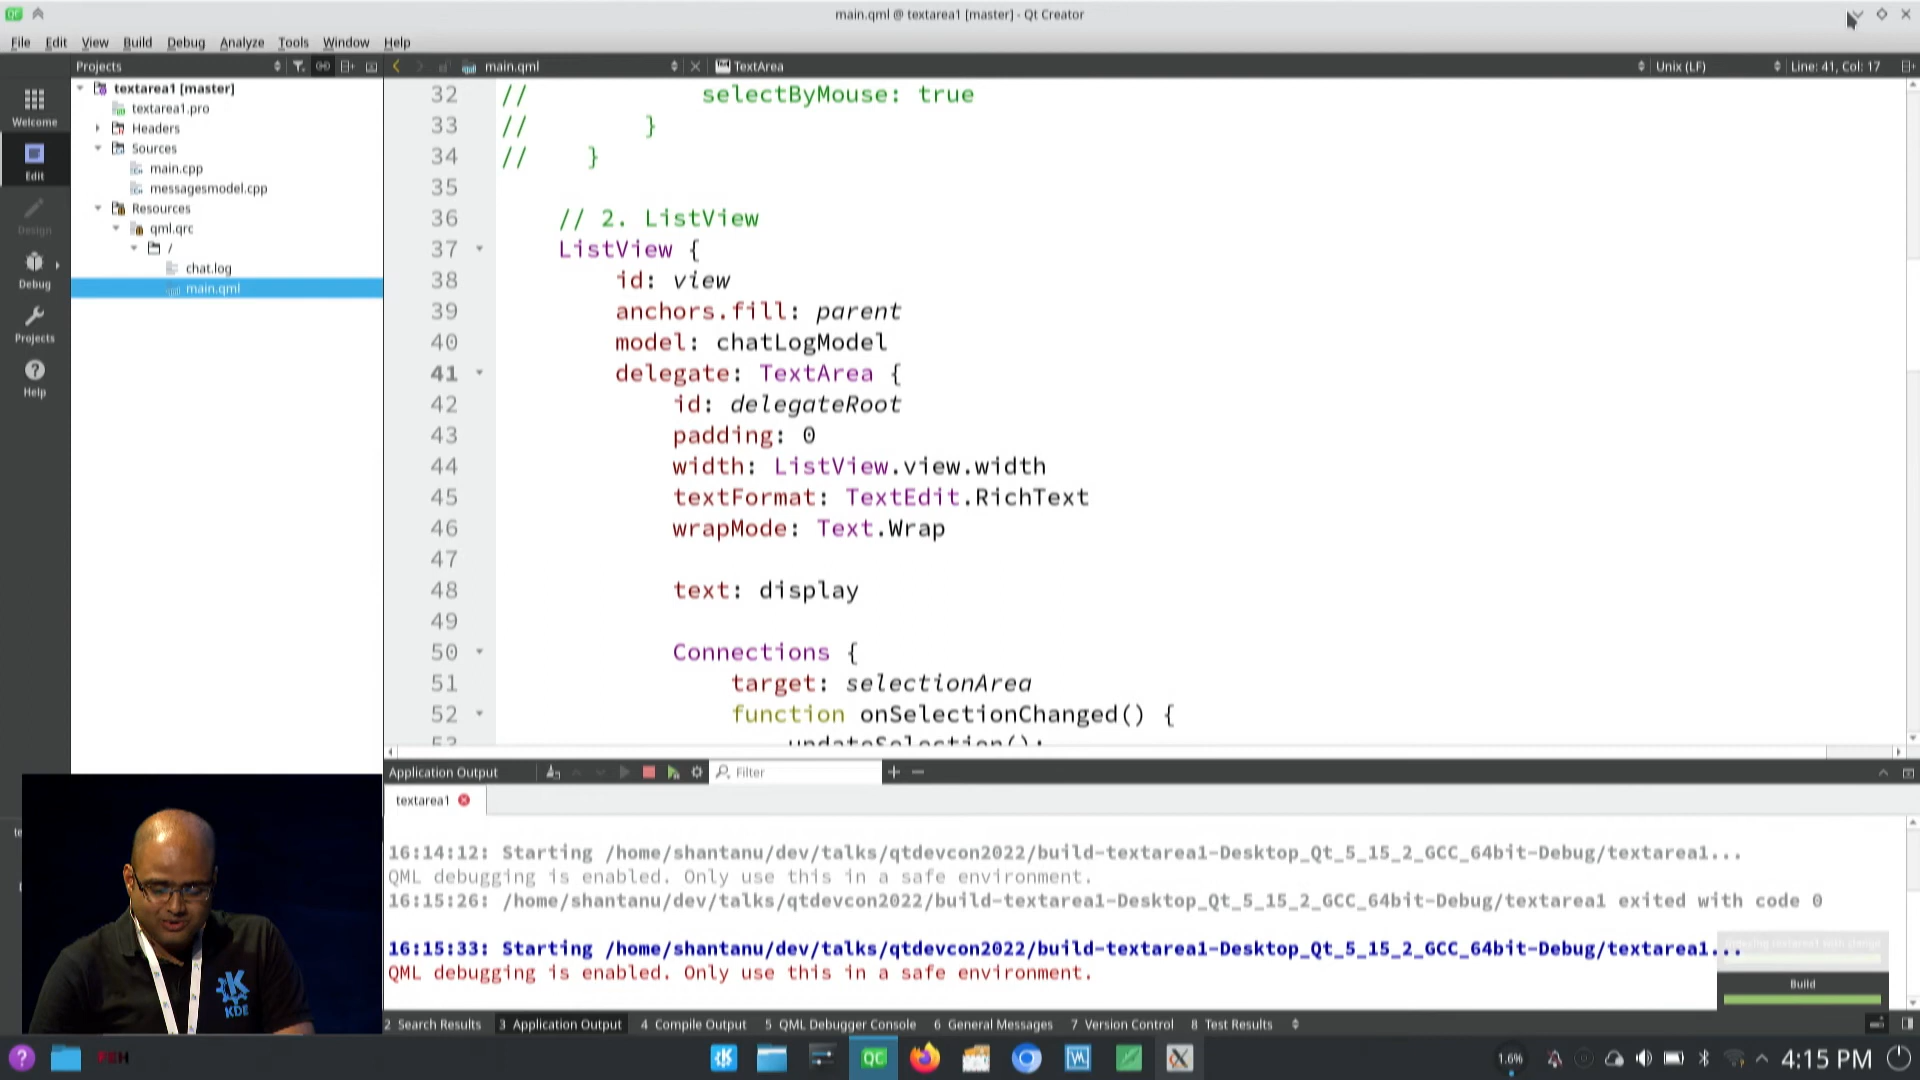 main.qml @ textarea1 [master] - Qt Creator
File Edit View Build Debug Analyze Tools Window Help
Projects
main.qml
TextArea
Unix (LF)
Line: 41, Col: 17
Welcome
Edit
Design
Debug
Projects
Help
textarea1 [master]
textarea1.pro
Headers
Sources
main.cpp
messagesmodel.cpp
Resources
qml.qrc
/
chat.log
main.qml
32 // selectByMouse: true
33 // }
34 // }
35
36 // 2. ListView
37 ListView {
38 id: view
39 anchors.fill: parent
40 model: chatLogModel
41 delegate: TextArea {
42 id: delegateRoot
43 padding: 0
44 width: ListView.view.width
45 textFormat: TextEdit.RichText
46 wrapMode: Text.Wrap
47
48 text: display
49
50 Connections {
51 target: selectionArea
52 function onSelectionChanged() {
53 updateSelection();
Application Output
Filter
textarea1
16:14:12: Starting /home/shantanu/dev/talks/qtdevcon2022/build-textarea1-Desktop_Qt_5_15_2_GCC_64bit-Debug/textarea1...
QML debugging is enabled. Only use this in a safe environment.
16:15:26: /home/shantanu/dev/talks/qtdevcon2022/build-textarea1-Desktop_Qt_5_15_2_GCC_64bit-Debug/textarea1 exited with code 0
16:15:33: Starting /home/shantanu/dev/talks/qtdevcon2022/build-textarea1-Desktop_Qt_5_15_2_GCC_64bit-Debug/textarea1...
QML debugging is enabled. Only use this in a safe environment.
Build
KDE
2 Search Results 3 Application Output 4 Compile Output 5 QML Debugger Console 6 General Messages 7 Version Control 8 Test Results
QC
1.6%
4:15 PM